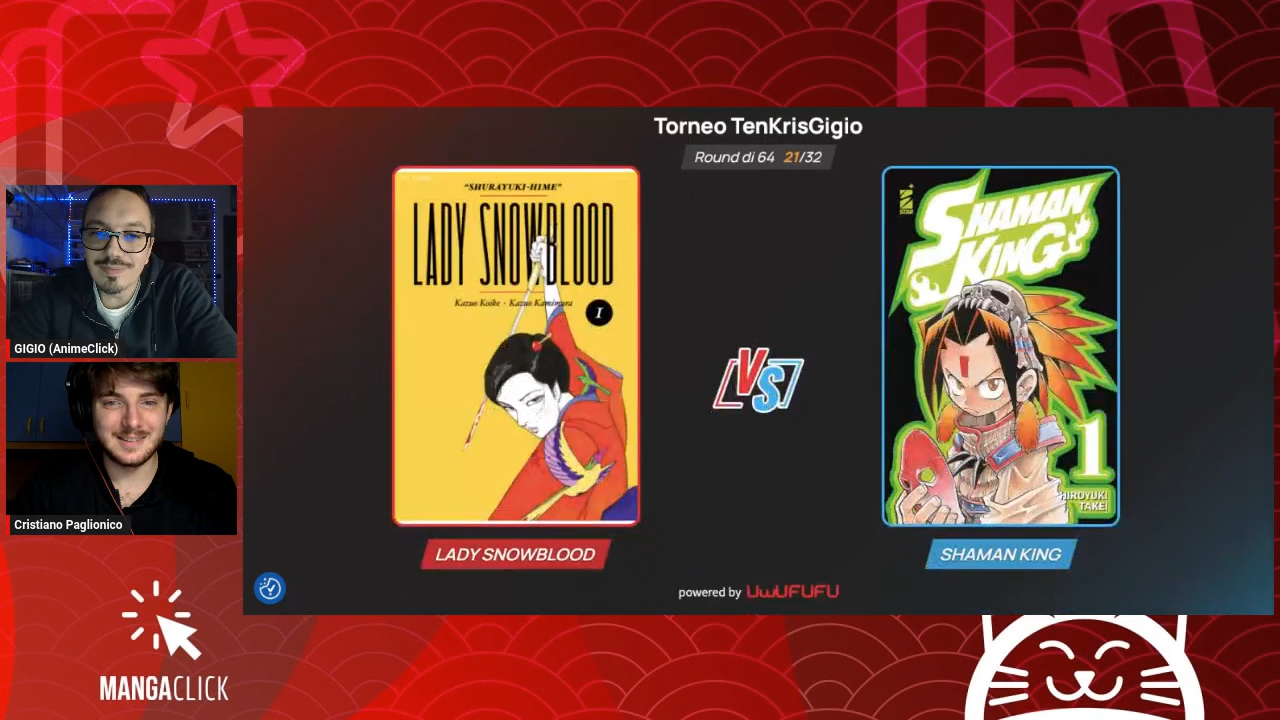 Torneo TenKrisGigio
Round di 64 21/32
"SHURAYUKI-HIME"
LADY SNOWBLOOD
Kazuo Koike · Kazuo Kamimura
I
VS
STAR
SHAMAN
KING
1
HIROYUKI
TAKEI
LADY SNOWBLOOD
SHAMAN KING
powered by UwUFUFU
GIGIO (AnimeClick)
Cristiano Paglionico
MANGACLICK